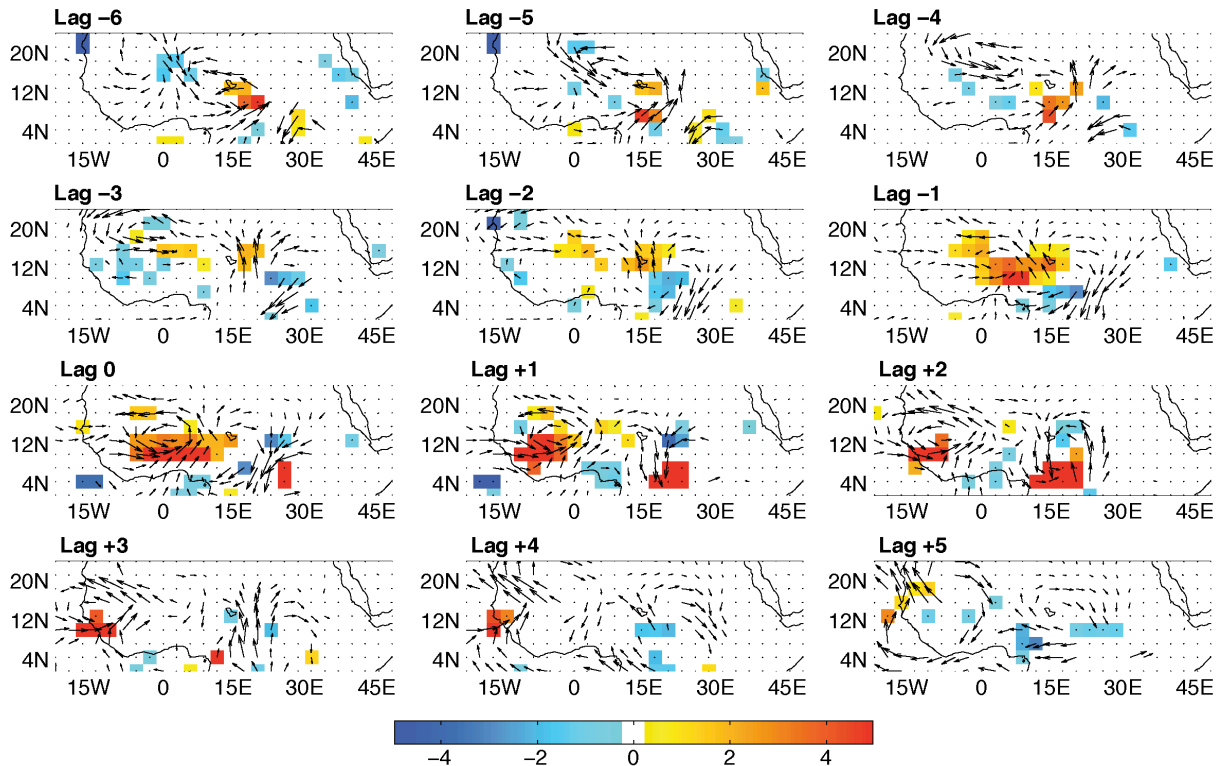 Lag −6
Lag −5
Lag −4
20N
12N
4N
15W 0 15E 30E 45E
20N
12N
4N
15W 0 15E 30E 45E
20N
12N
4N
15W 0 15E 30E 45E
Lag −3
Lag −2
Lag −1
20N
12N
4N
15W 0 15E 30E 45E
20N
12N
4N
15W 0 15E 30E 45E
20N
12N
4N
15W 0 15E 30E 45E
Lag 0
Lag +1
Lag +2
20N
12N
4N
15W 0 15E 30E 45E
20N
12N
4N
15W 0 15E 30E 45E
20N
12N
4N
15W 0 15E 30E 45E
Lag +3
Lag +4
Lag +5
20N
12N
4N
15W 0 15E 30E 45E
20N
12N
4N
15W 0 15E 30E 45E
20N
12N
4N
15W 0 15E 30E 45E
−4 −2 0 2 4